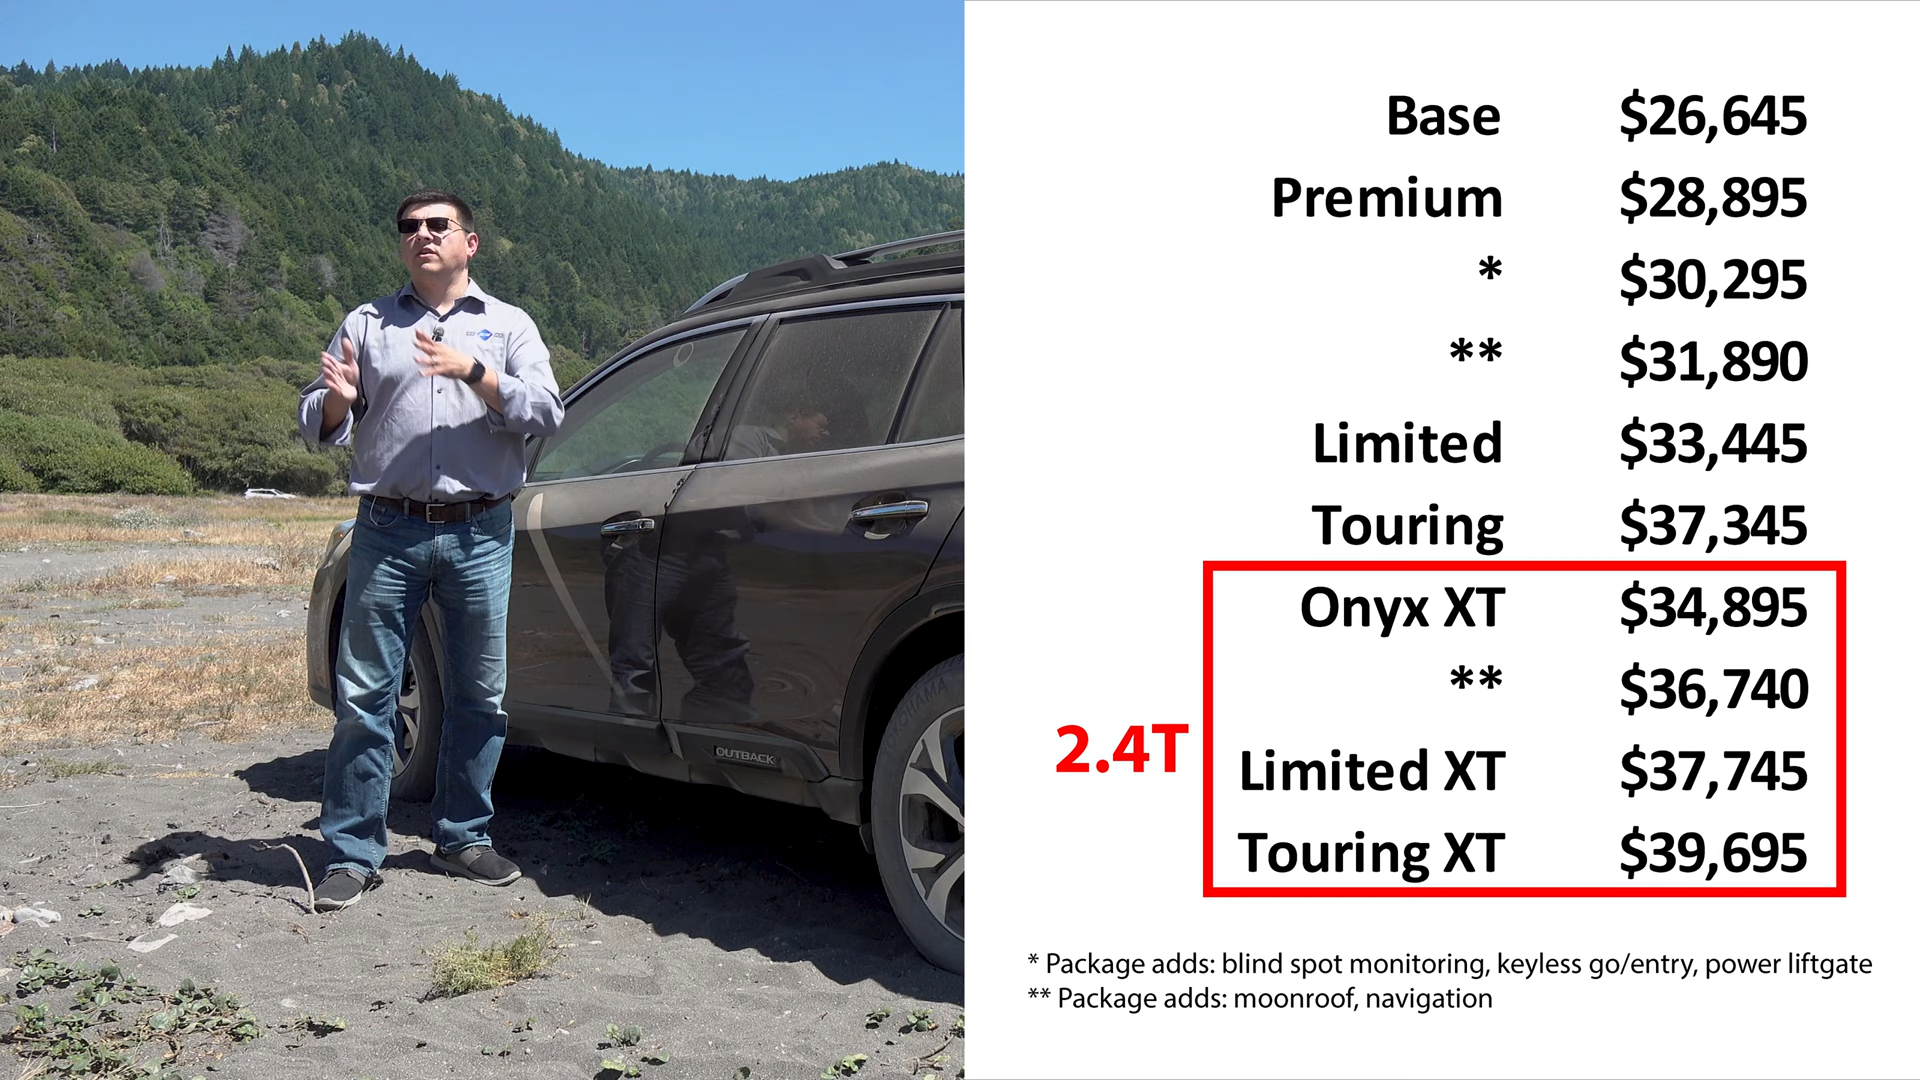 Base $26,645
Premium $28,895
* $30,295
** $31,890
Limited $33,445
Touring $37,345
Onyx XT $34,895
** $36,740
2.4T
Limited XT $37,745
Touring XT $39,695
* Package adds: blind spot monitoring, keyless go/entry, power liftgate
** Package adds: moonroof, navigation
OUTBACK
YOKOHAMA